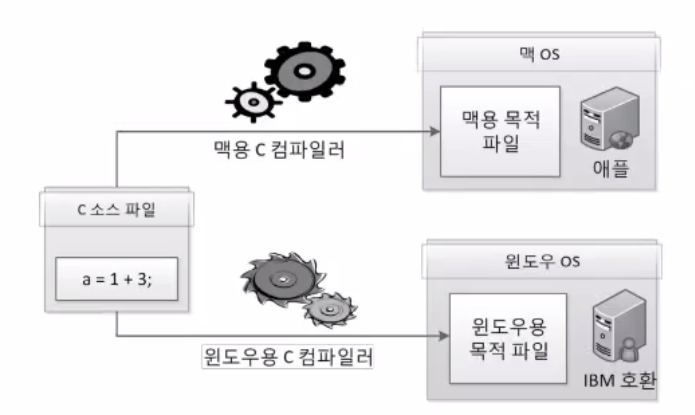 맥 OS
맥용 목적
파일
애플
맥용 C 컴파일러
C 소스 파일
a = 1 + 3;
윈도우 OS
윈도우용
목적 파일
윈도우용 C 컴파일러
IBM 호환